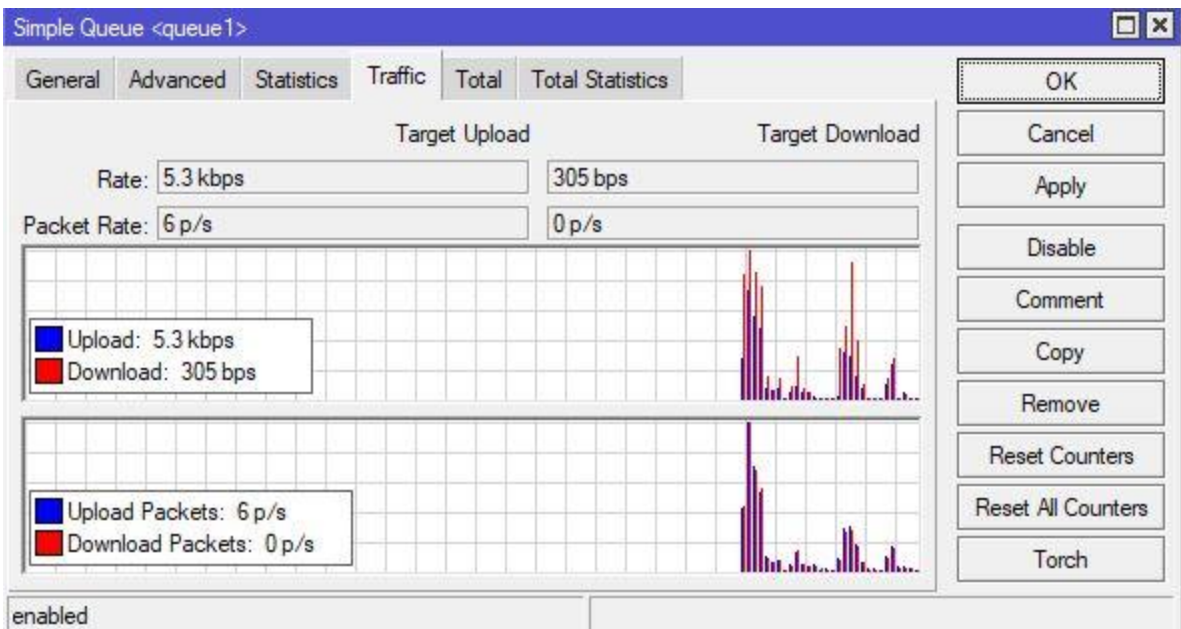 Simple Queue <queue1>
General Advanced Statistics Traffic Total Total Statistics
Target Upload Target Download
Rate: 5.3 kbps 305 bps
Packet Rate: 6 p/s 0 p/s
Upload: 5.3 kbps
Download: 305 bps
Upload Packets: 6 p/s
Download Packets: 0 p/s
OK
Cancel
Apply
Disable
Comment
Copy
Remove
Reset Counters
Reset All Counters
Torch
enabled